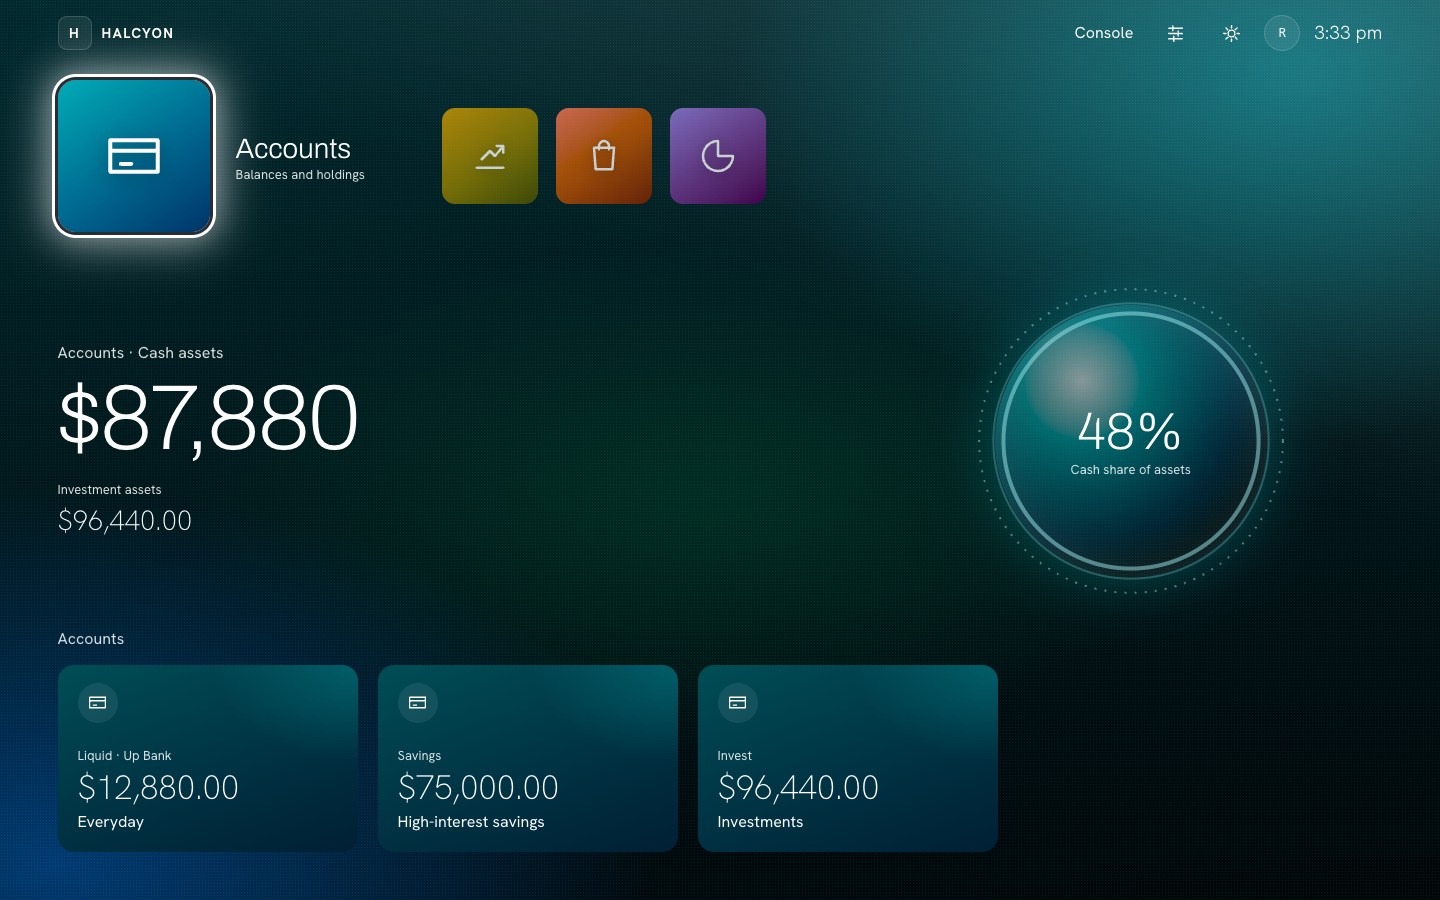 H HALCYON
Console R 3:33 pm
Accounts
Balances and holdings
Accounts · Cash assets
$87,880
Investment assets
$96,440.00
48%
Cash share of assets
Accounts
Liquid · Up Bank
$12,880.00
Everyday
Savings
$75,000.00
High-interest savings
Invest
$96,440.00
Investments